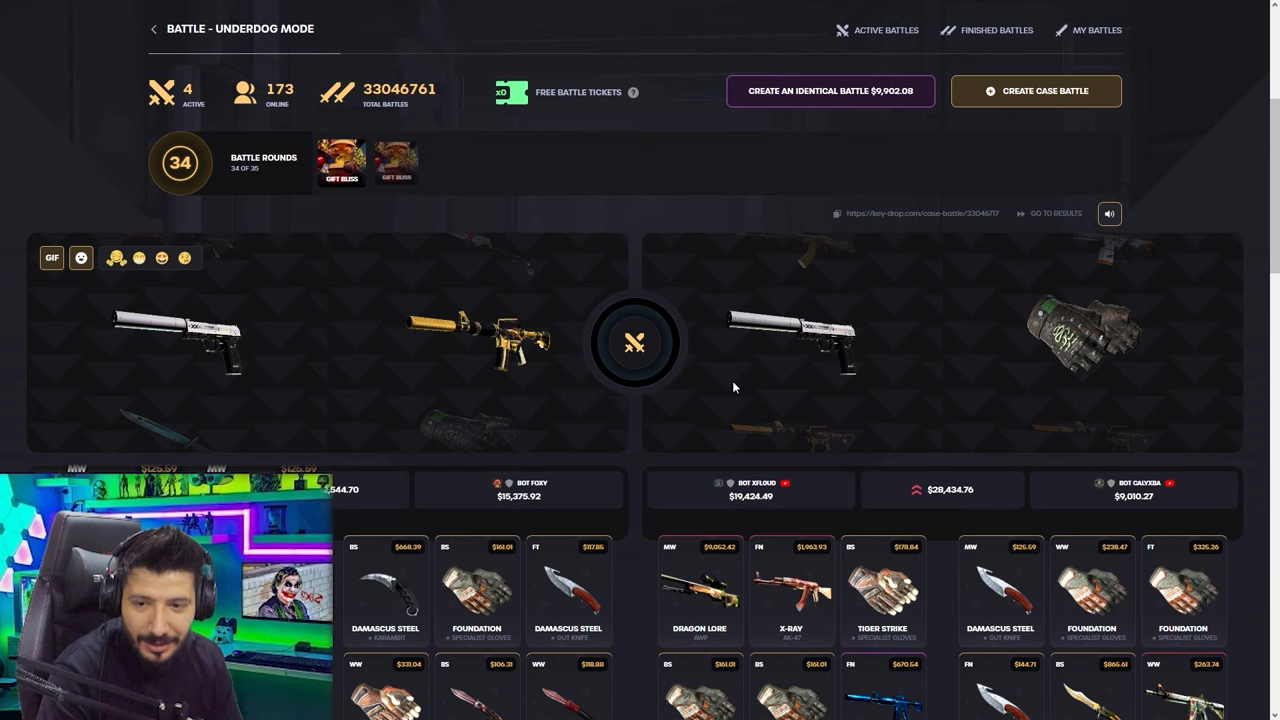 BATTLE - UNDERDOG MODE
ACTIVE BATTLES
FINISHED BATTLES
MY BATTLES
4
ACTIVE
173
ONLINE
33046761
TOTAL BATTLES
x0
FREE BATTLE TICKETS
?
CREATE AN IDENTICAL BATTLE $9,902.08
CREATE CASE BATTLE
34
BATTLE ROUNDS
34 OF 35
GIFT BLISS
GIFT BLISS
https://key-drop.com/case-battle/33046717
GO TO RESULTS
GIF
MW $125.59
MW $125.59
,544.70
BOT FOXY
$15,375.92
BOT XFLOUD
$19,424.49
$28,434.76
BOT CALYXBA
$9,010.27
BS $668.39
DAMASCUS STEEL
★ KARAMBIT
BS $161.01
FOUNDATION
★ SPECIALIST GLOVES
FT $117.85
DAMASCUS STEEL
★ GUT KNIFE
MW $9,052.42
DRAGON LORE
AWP
FN $1,963.93
X-RAY
AK-47
BS $178.84
TIGER STRIKE
★ SPECIALIST GLOVES
MW $125.59
DAMASCUS STEEL
★ GUT KNIFE
WW $238.47
FOUNDATION
★ SPECIALIST GLOVES
FT $325.26
FOUNDATION
★ SPECIALIST GLOVES
WW $331.04
BS $106.31
WW $118.88
BS $161.01
BS $161.01
FN $670.54
FN $144.71
BS $865.61
WW $263.74